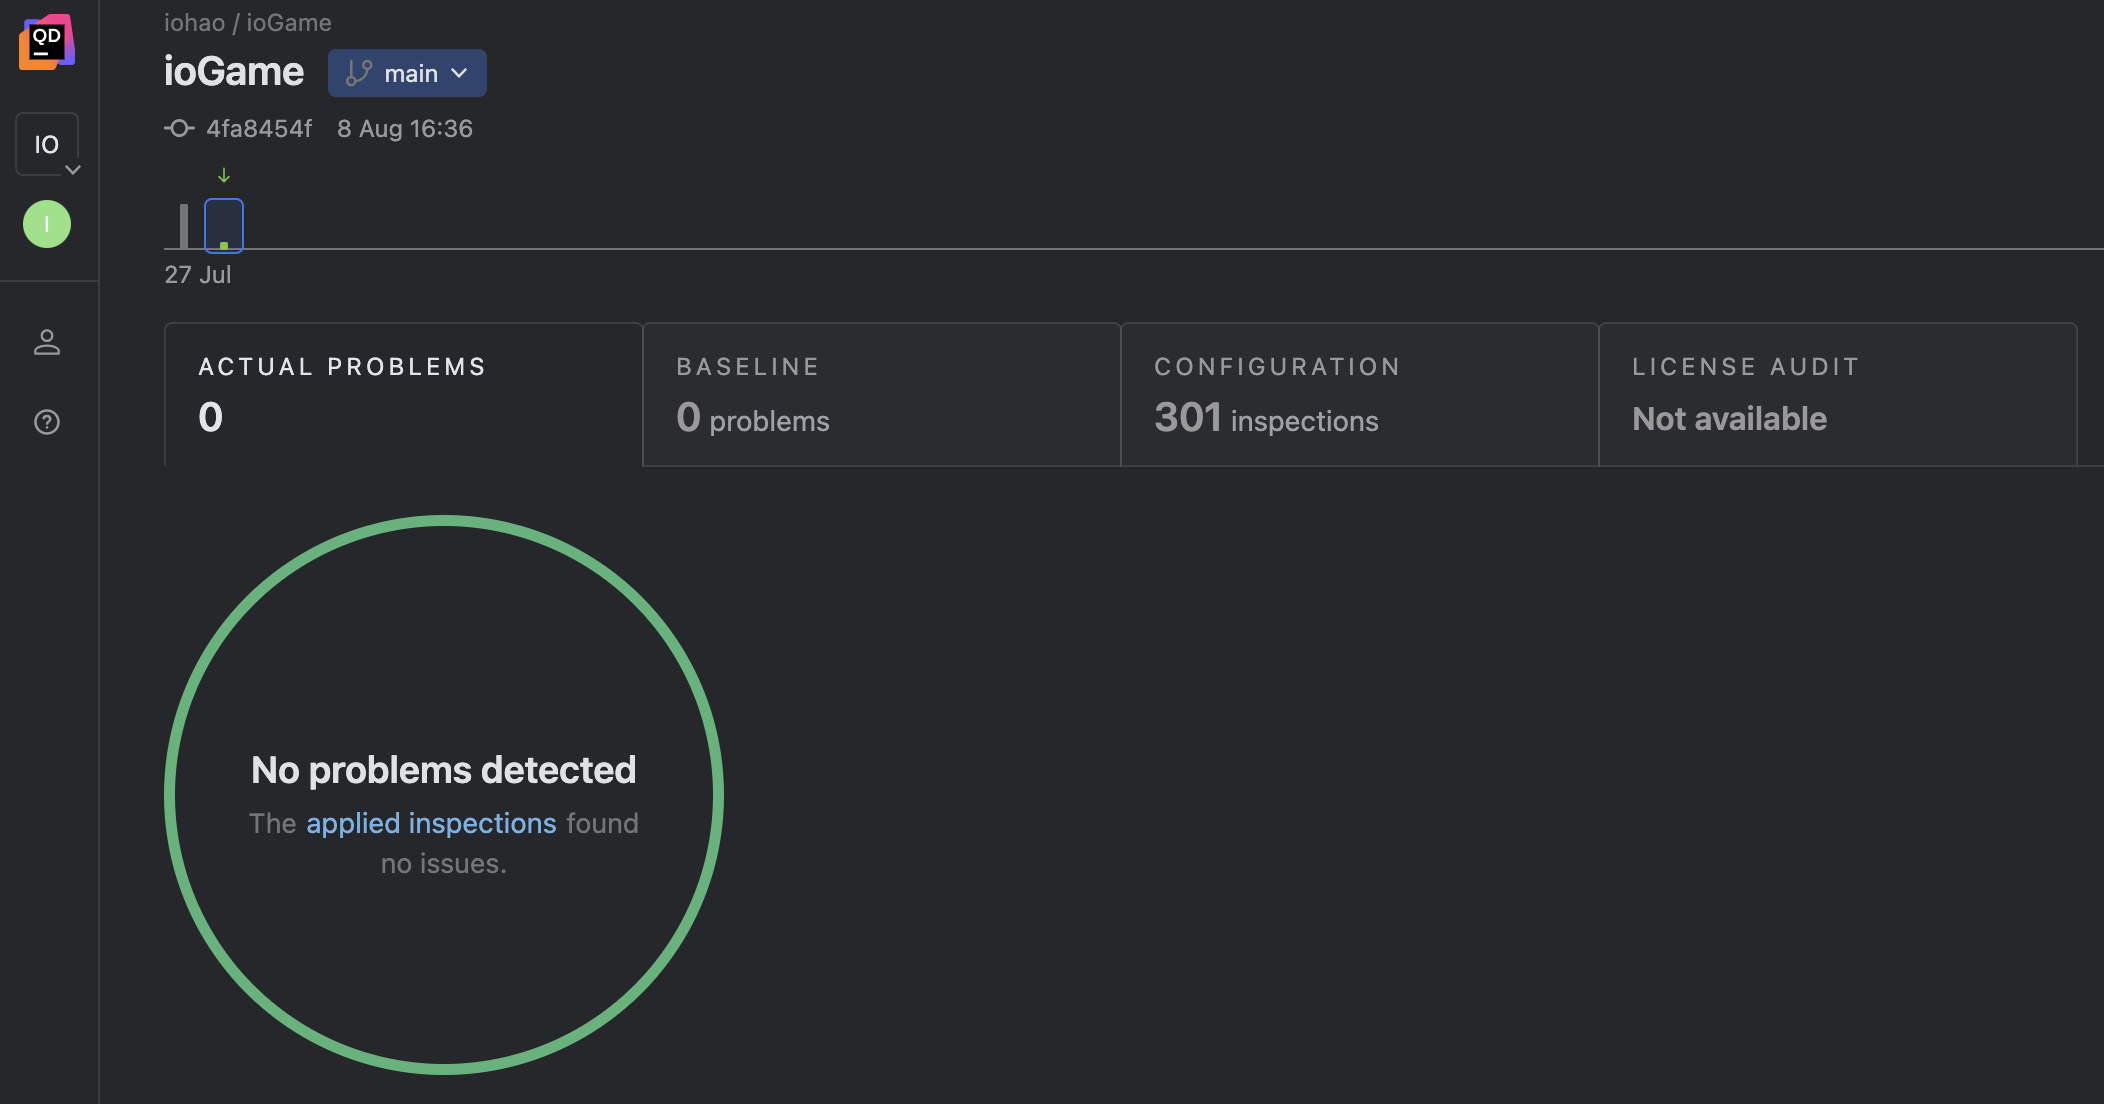 QD
iohao / ioGame
ioGame
main
4fa8454f 8 Aug 16:36
IO
I
27 Jul
ACTUAL PROBLEMS
0
BASELINE
0 problems
CONFIGURATION
301 inspections
LICENSE AUDIT
Not available
No problems detected
The applied inspections found
no issues.